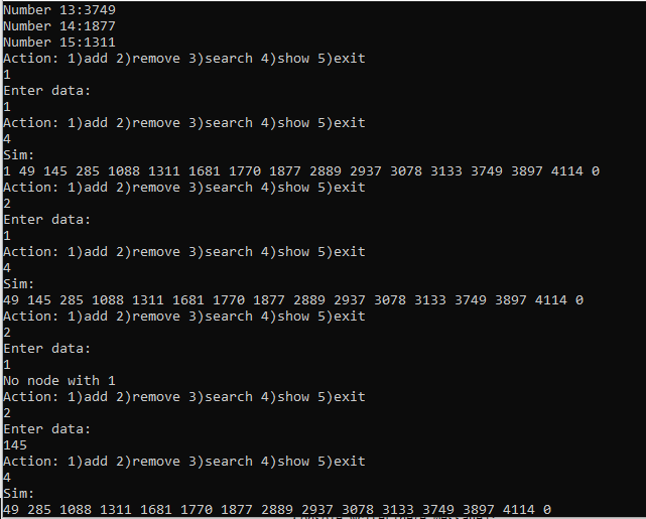 Number 13:3749
Number 14:1877
Number 15:1311
Action: 1)add 2)remove 3)search 4)show 5)exit
1
Enter data:
1
Action: 1)add 2)remove 3)search 4)show 5)exit
4
Sim:
1 49 145 285 1088 1311 1681 1770 1877 2889 2937 3078 3133 3749 3897 4114 0
Action: 1)add 2)remove 3)search 4)show 5)exit
2
Enter data:
1
Action: 1)add 2)remove 3)search 4)show 5)exit
4
Sim:
49 145 285 1088 1311 1681 1770 1877 2889 2937 3078 3133 3749 3897 4114 0
Action: 1)add 2)remove 3)search 4)show 5)exit
2
Enter data:
1
No node with 1
Action: 1)add 2)remove 3)search 4)show 5)exit
2
Enter data:
145
Action: 1)add 2)remove 3)search 4)show 5)exit
4
Sim:
49 285 1088 1311 1681 1770 1877 2889 2937 3078 3133 3749 3897 4114 0